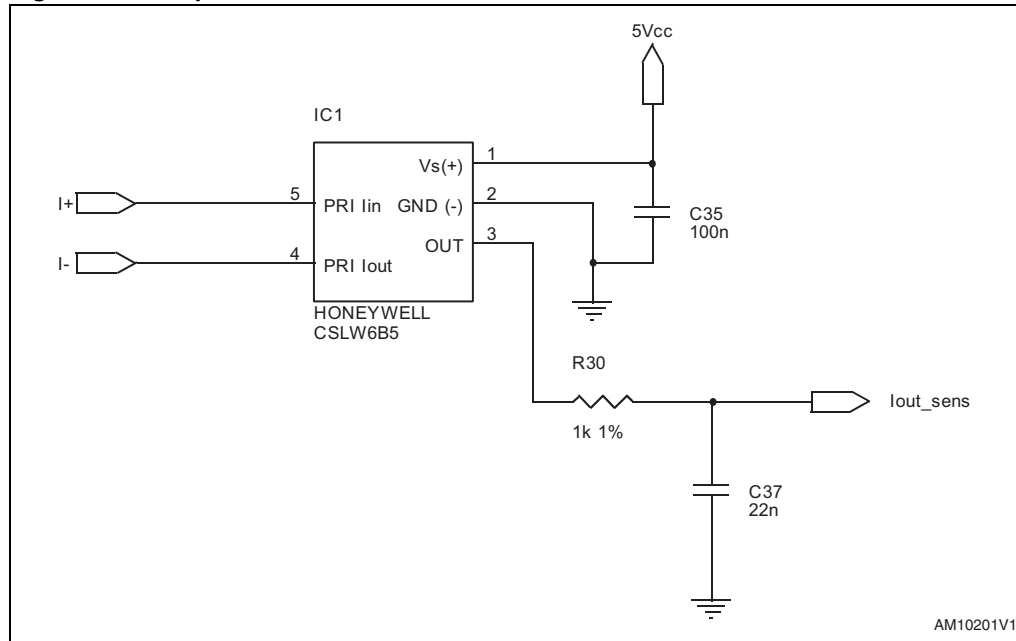 5Vcc
IC1
1
Vs(+)
I+
5
PRI Iin
GND (-)
2
C35
100n
3
OUT
I-
4
PRI Iout
HONEYWELL
CSLW6B5
R30
1k 1%
Iout_sens
C37
22n
AM10201V1